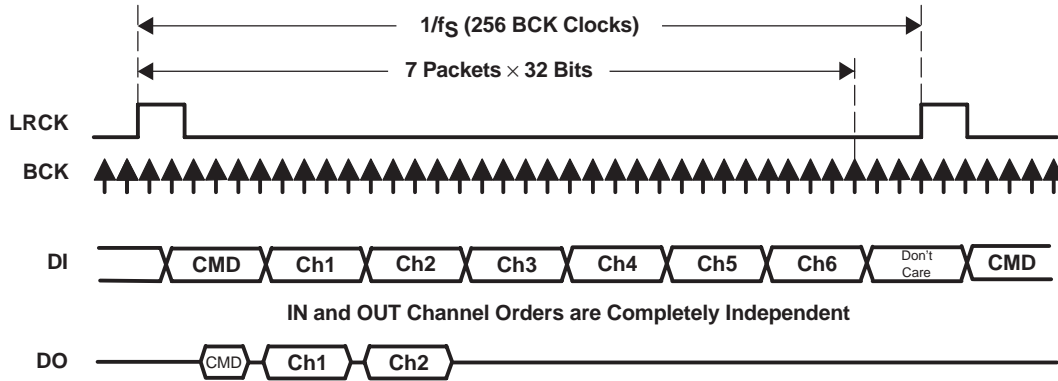 1/fS (256 BCK Clocks)
7 Packets × 32 Bits
LRCK
BCK
DI
CMD Ch1 Ch2 Ch3 Ch4 Ch5 Ch6 Don't Care CMD
IN and OUT Channel Orders are Completely Independent
DO
CMD Ch1 Ch2